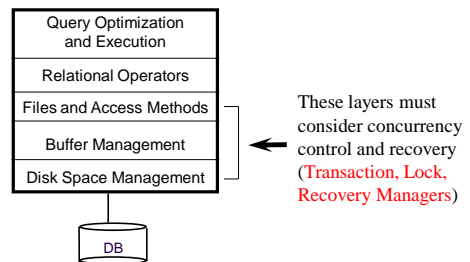 Query Optimization
and Execution
Relational Operators
Files and Access Methods
Buffer Management
Disk Space Management
DB
These layers must
consider concurrency
control and recovery
(Transaction, Lock,
Recovery Managers)